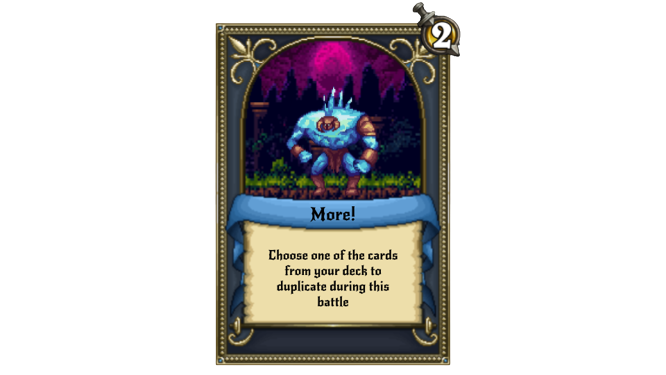 2
More!
Choose one of the cards
from your deck to
duplicate during this
battle